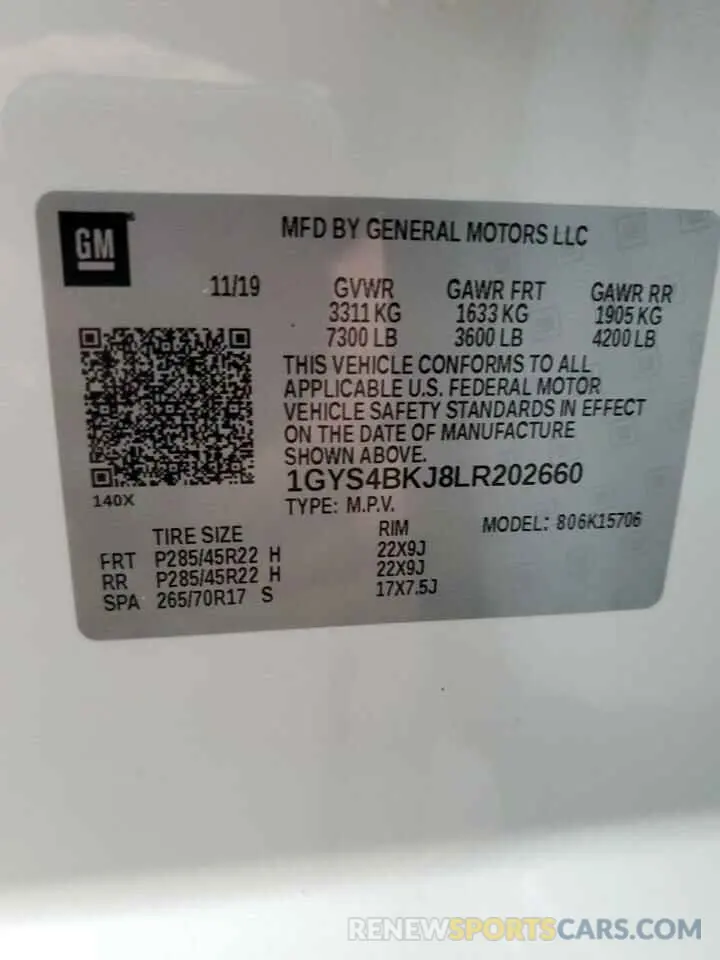 GM
MFD BY GENERAL MOTORS LLC
11/19
GVWR GAWR FRT GAWR RR
3311 KG 1633 KG 1905 KG
7300 LB 3600 LB 4200 LB
THIS VEHICLE CONFORMS TO ALL
APPLICABLE U.S. FEDERAL MOTOR
VEHICLE SAFETY STANDARDS IN EFFECT
ON THE DATE OF MANUFACTURE
SHOWN ABOVE.
1GYS4BKJ8LR202660
140X
TYPE: M.P.V.
MODEL: 806K15706
TIRE SIZE RIM
FRT P285/45R22 H 22X9J
RR P285/45R22 H 22X9J
SPA 265/70R17 S 17X7.5J
RENEWSPORTSCARS.COM